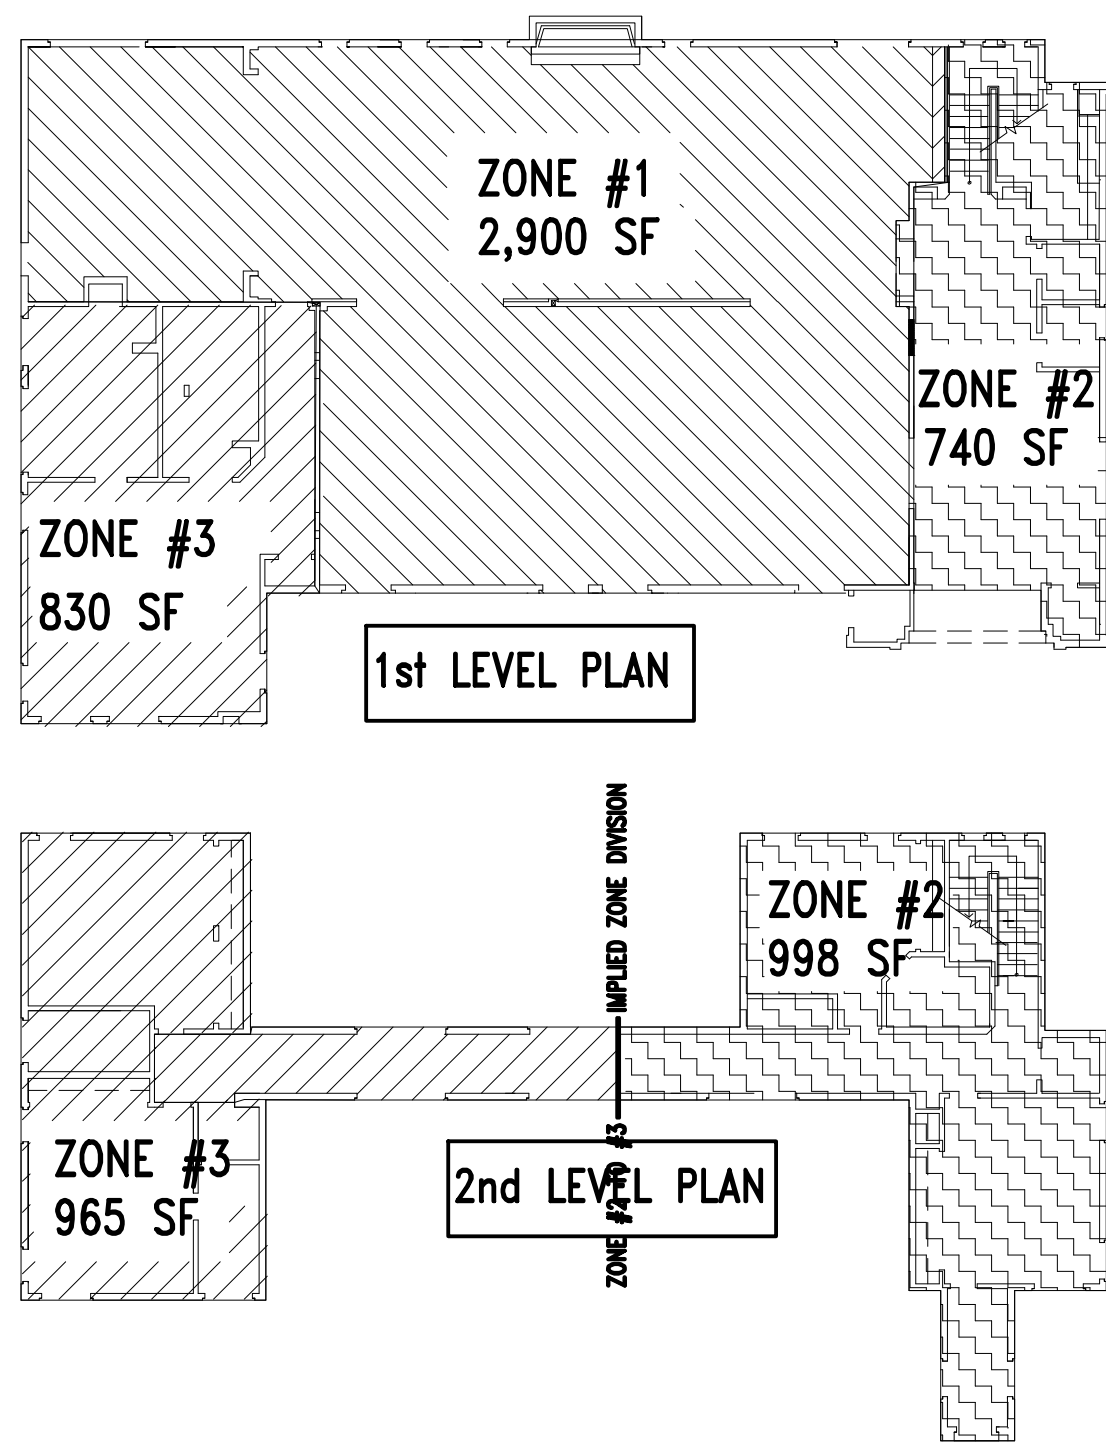 ZONE #1
2,900 SF
ZONE #2
740 SF
ZONE #3
830 SF
1st LEVEL PLAN
ZONE #2 TO #3 IMPLIED ZONE DIVISION
ZONE #2
998 SF
ZONE #3
965 SF
2nd LEVEL PLAN